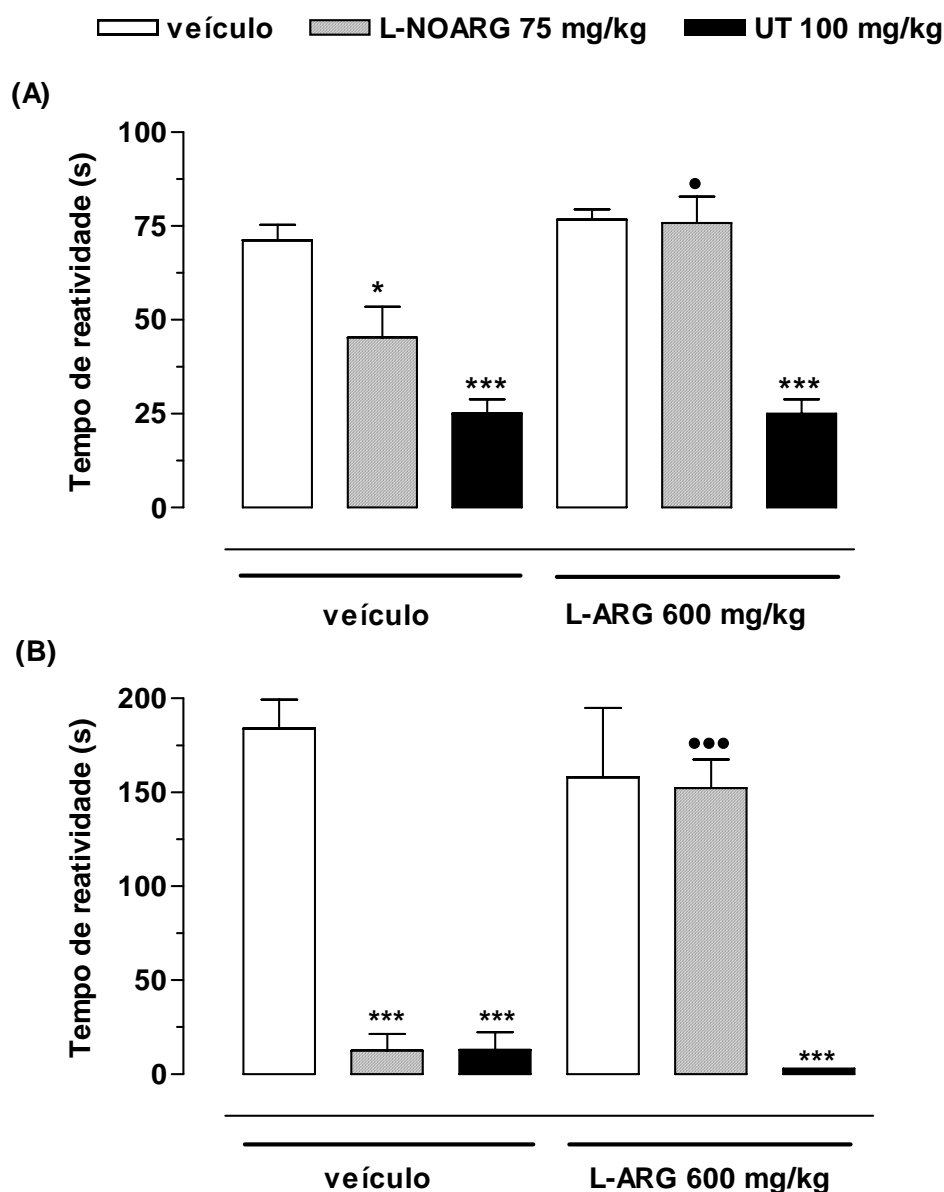 veículo L-NOARG 75 mg/kg UT 100 mg/kg
(A)
Tempo de reatividade (s)
100
75
50
25
0
*
***
•
***
veículo L-ARG 600 mg/kg
(B)
Tempo de reatividade (s)
200
150
100
50
0
***
***
•••
***
veículo L-ARG 600 mg/kg